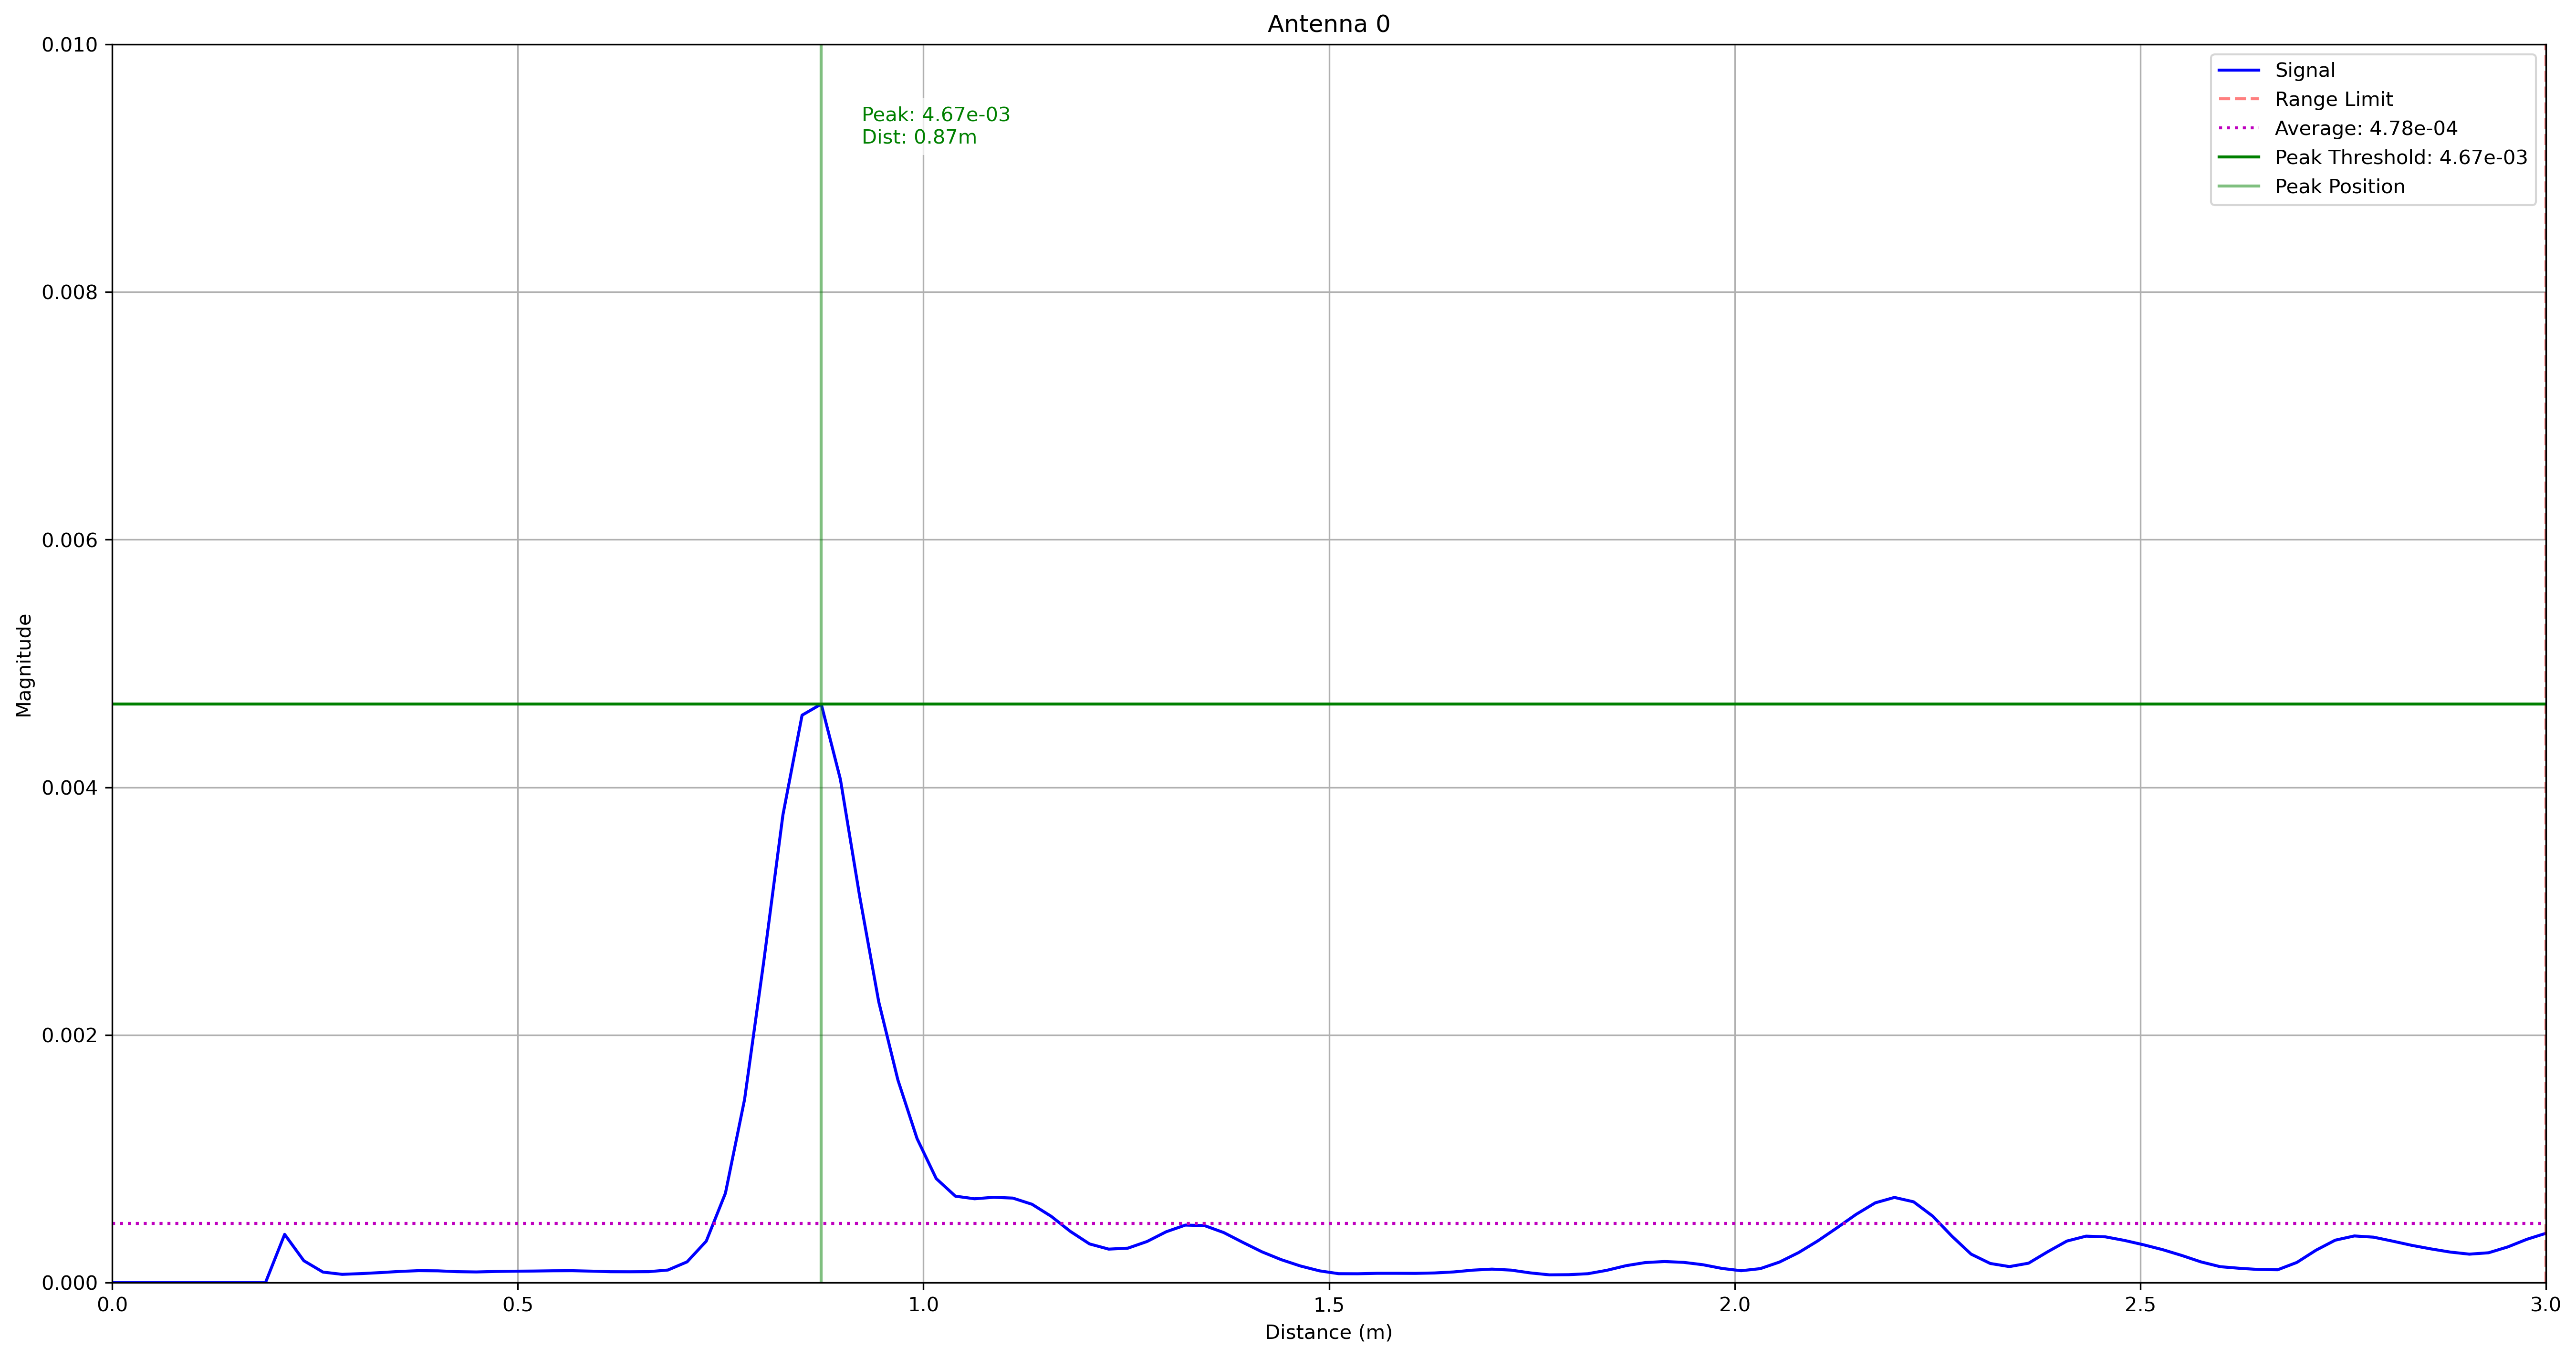 Antenna 0
0.010
0.008
0.006
0.004
0.002
0.000
Magnitude
Peak: 4.67e-03
Dist: 0.87m
Signal
Range Limit
Average: 4.78e-04
Peak Threshold: 4.67e-03
Peak Position
0.0 0.5 1.0 1.5 2.0 2.5 3.0
Distance (m)